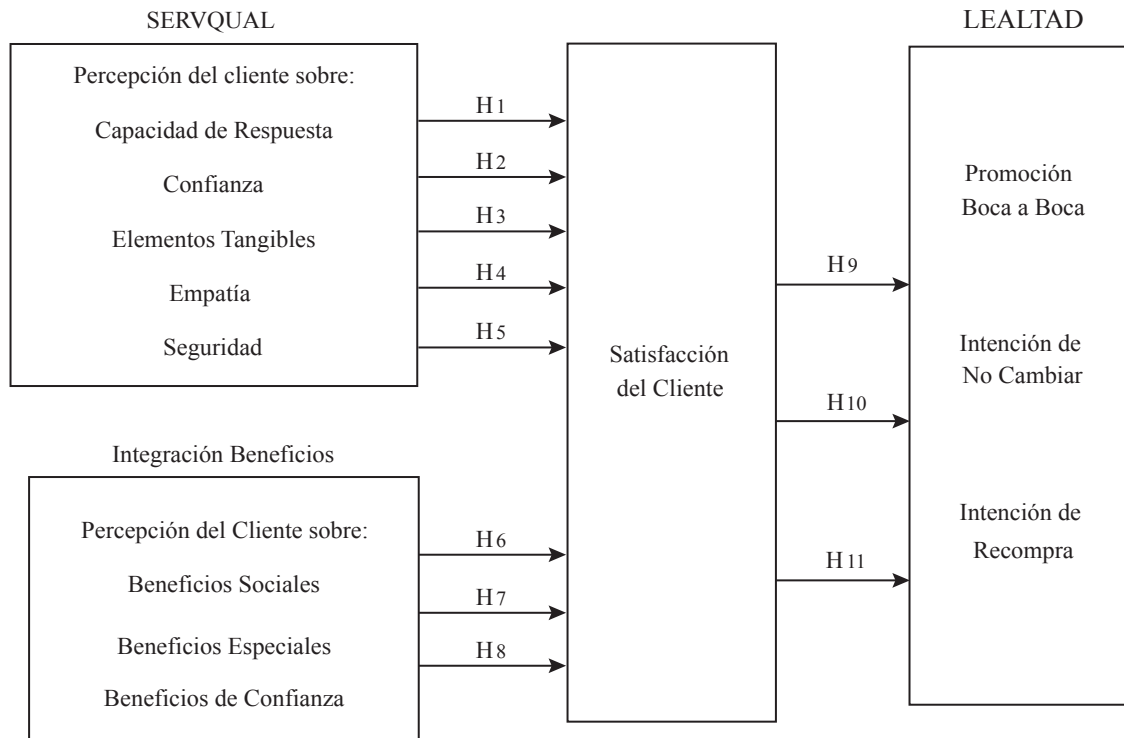 SERVQUAL
Percepción del cliente sobre:
Capacidad de Respuesta
Confianza
Elementos Tangibles
Empatía
Seguridad
H1
H2
H3
H4
H5
Integración Beneficios
Percepción del Cliente sobre:
Beneficios Sociales
Beneficios Especiales
Beneficios de Confianza
H6
H7
H8
Satisfacción
del Cliente
H9
H10
H11
LEALTAD
Promoción
Boca a Boca
Intención de
No Cambiar
Intención de
Recompra